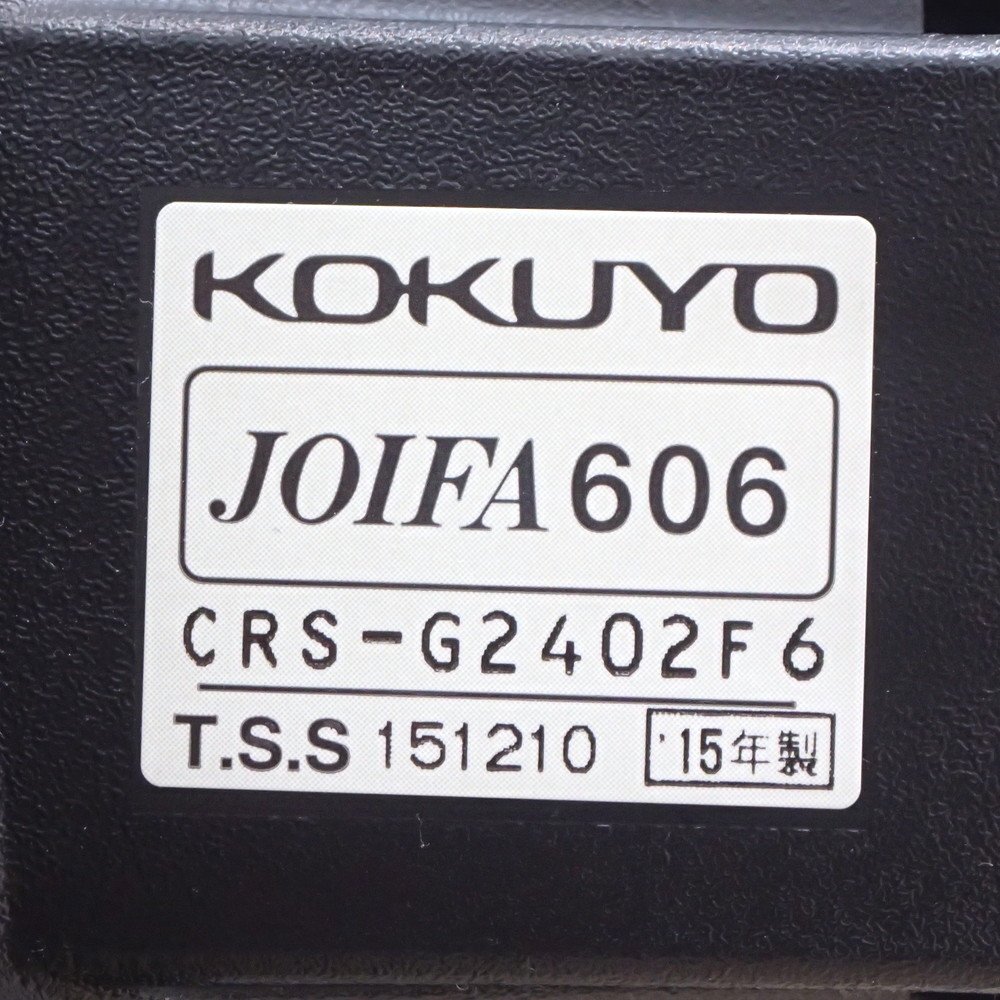 KOKUYO
JOIFA 606
CRS-G2402F6
T.S.S 151210 '15年製